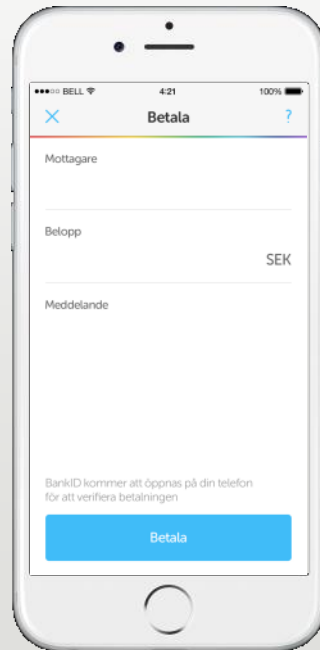 BELL 4:21 100%
Betala ?
Mottagare
Belopp
SEK
Meddelande
BankID kommer att öppnas på din telefon
för att verifiera betalningen
Betala